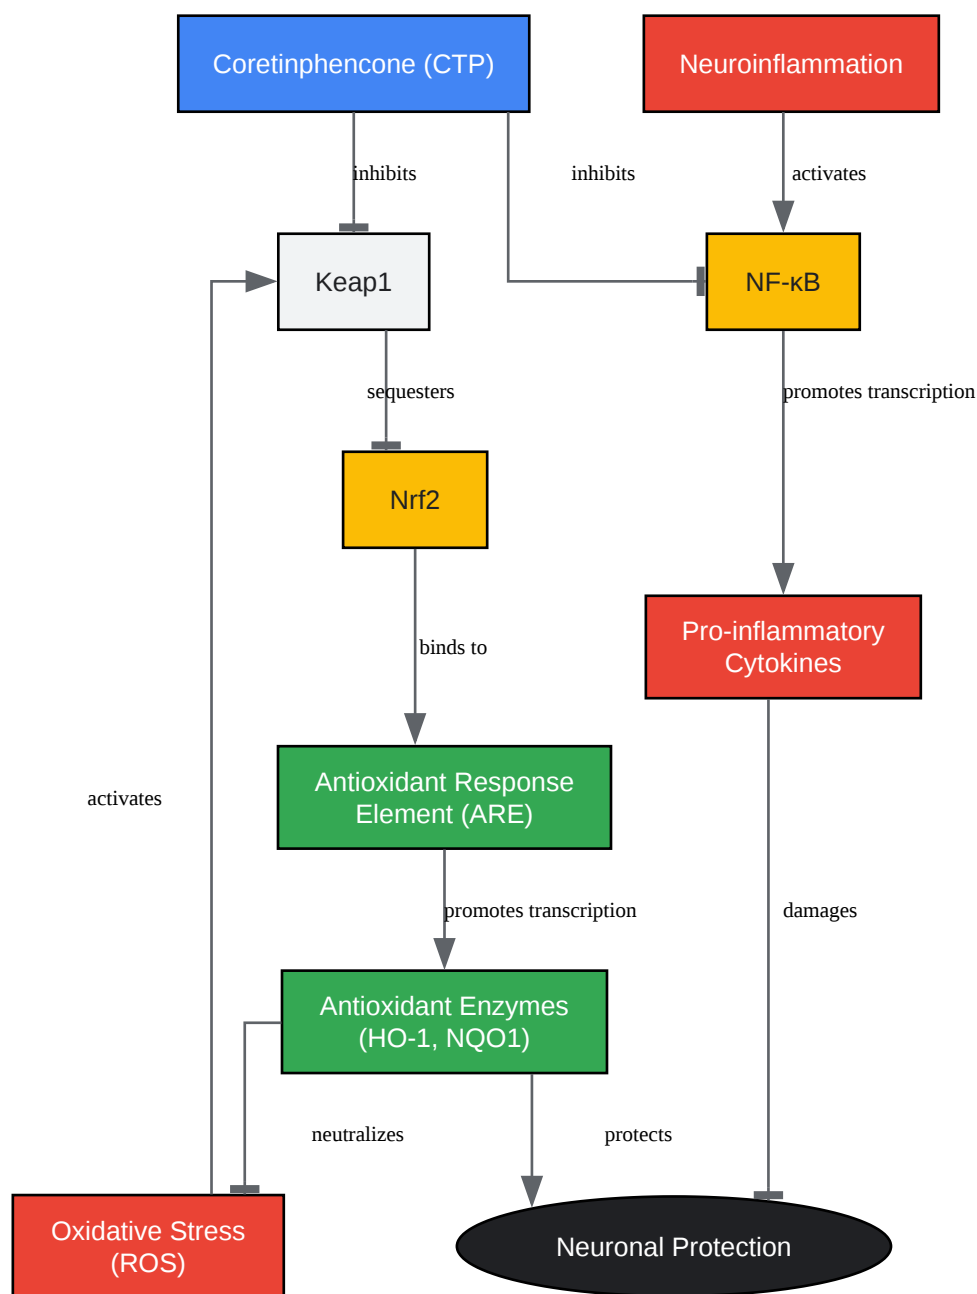 Coretinphencone (CTP)
Neuroinflammation
inhibits
inhibits
activates
Keap1
NF-κB
sequesters
promotes transcription
Nrf2
Pro-inflammatory
Cytokines
binds to
Antioxidant Response
Element (ARE)
activates
promotes transcription
damages
Antioxidant Enzymes
(HO-1, NQO1)
neutralizes
protects
Oxidative Stress
(ROS)
Neuronal Protection